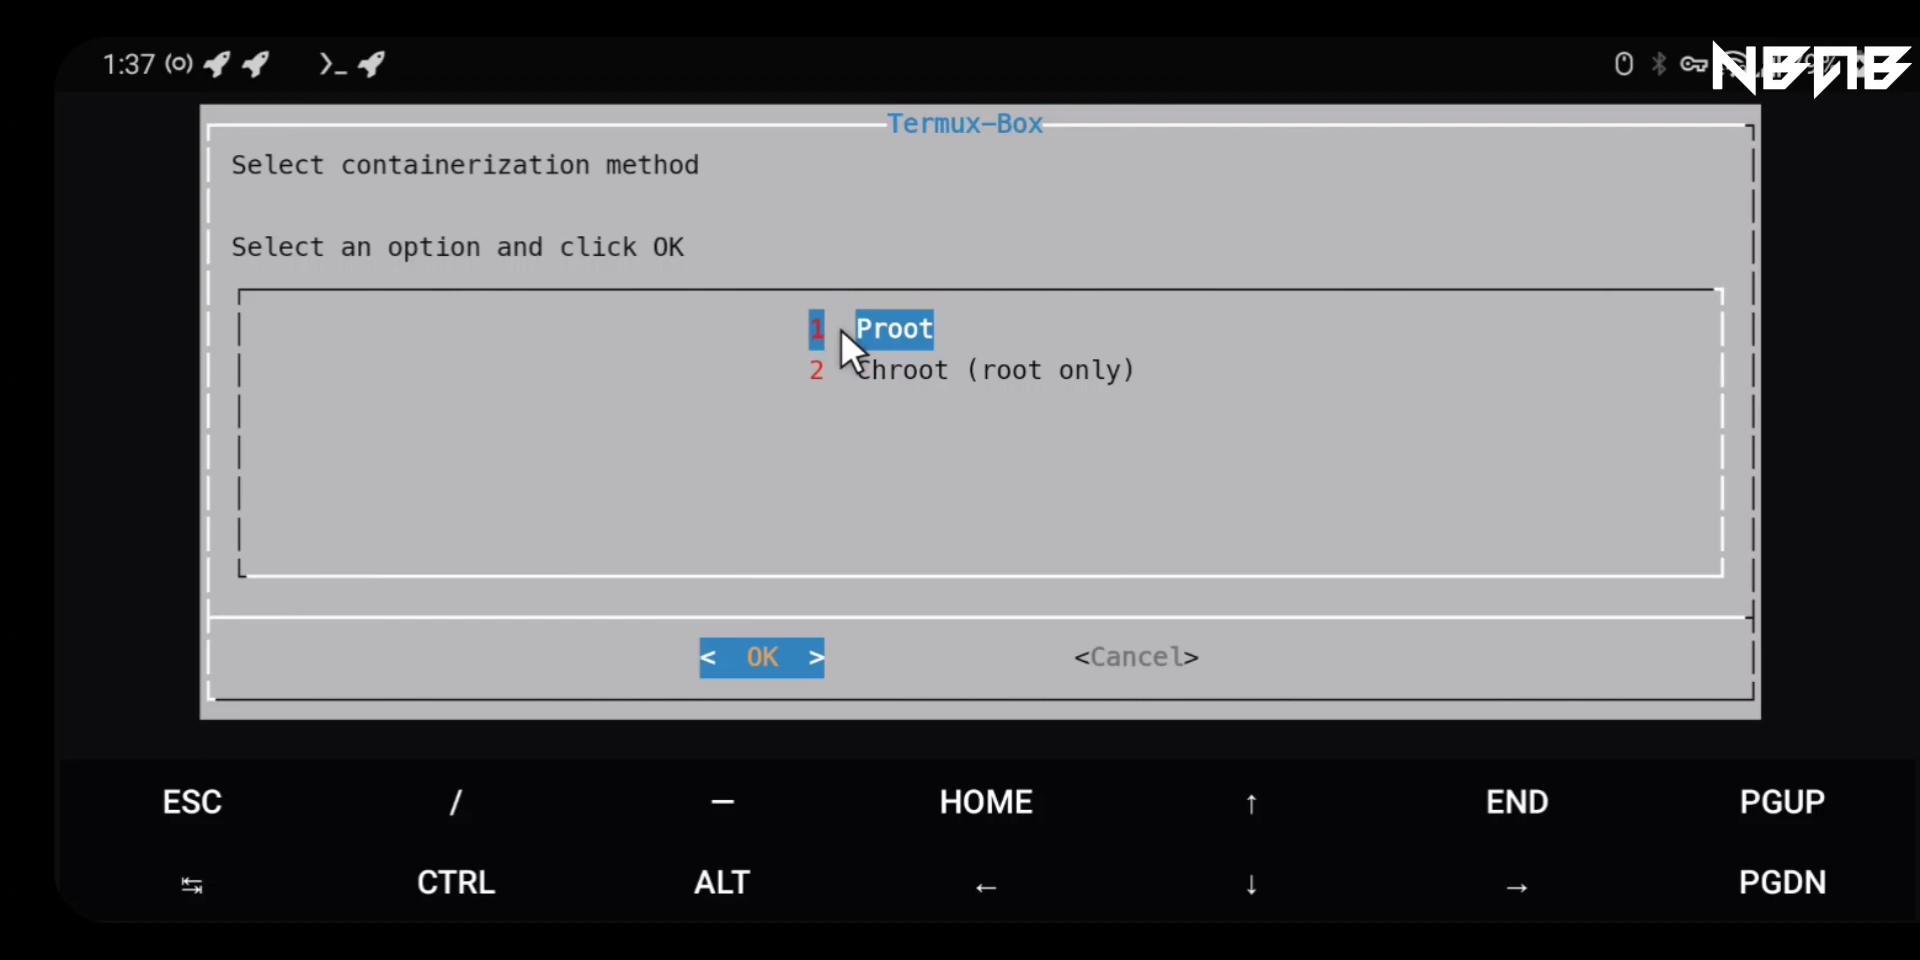 1:37
NBAB
Termux-Box
Select containerization method
Select an option and click OK
1 Proot
2 Chroot (root only)
< OK >
<Cancel>
ESC / — HOME ↑ END PGUP
↹ CTRL ALT ← ↓ → PGDN